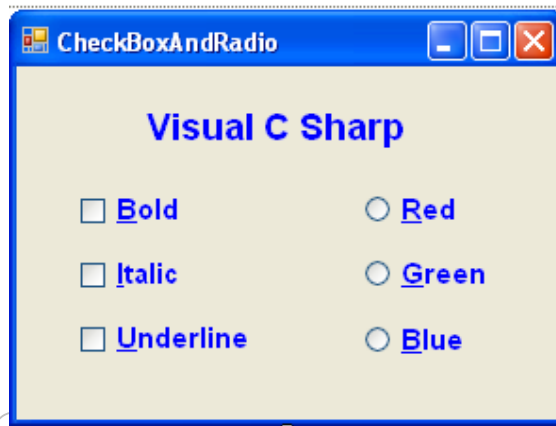 CheckBoxAndRadio
Visual C Sharp
Bold
Red
Italic
Green
Underline
Blue